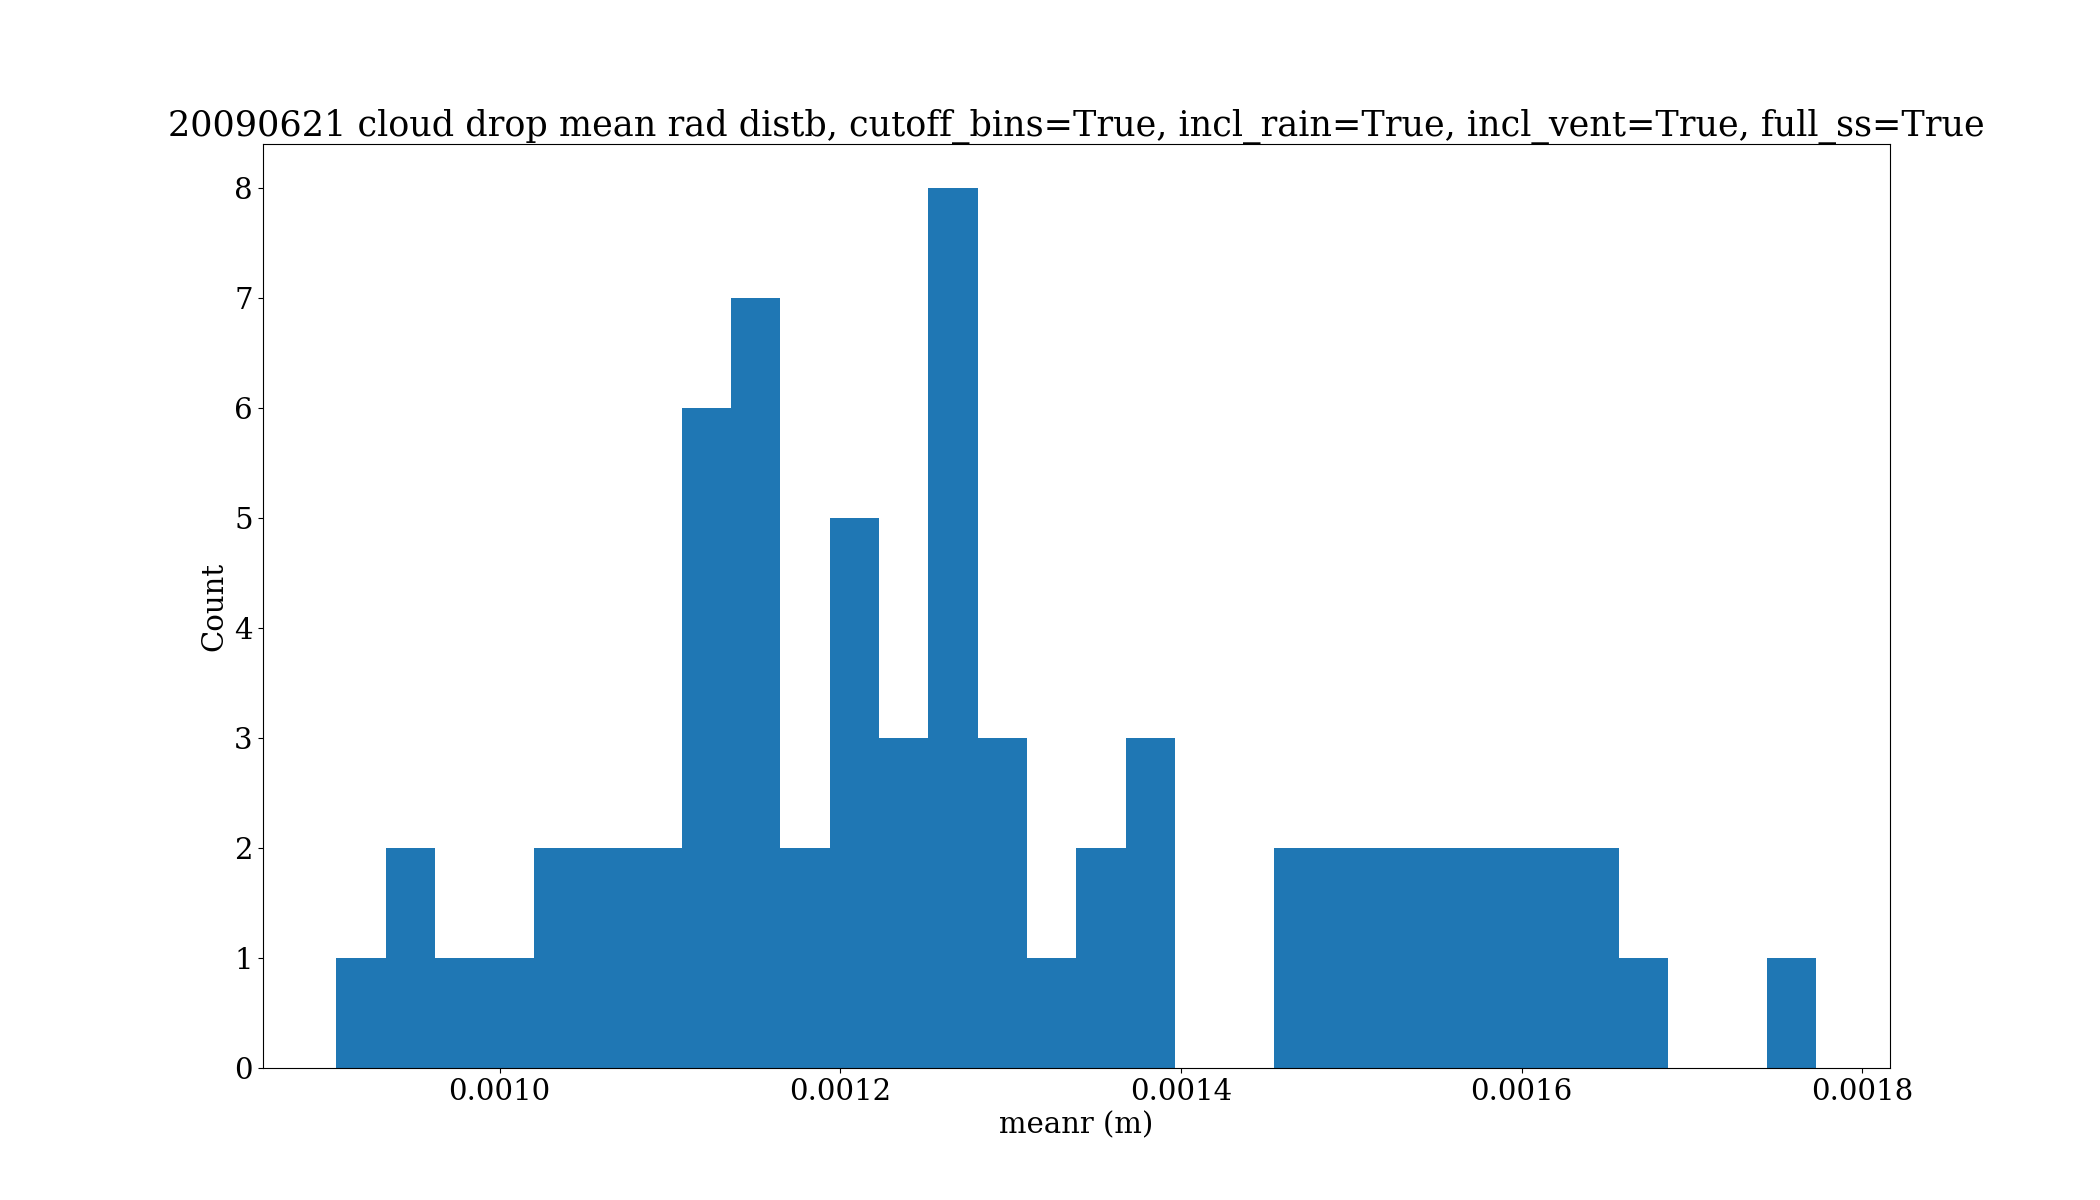 20090621 cloud drop mean rad distb, cutoff_bins=True, incl_rain=True, incl_vent=True, full_ss=True
8
7
6
5
4
3
2
1
0
Count
0.0010 0.0012 0.0014 0.0016 0.0018
meanr (m)